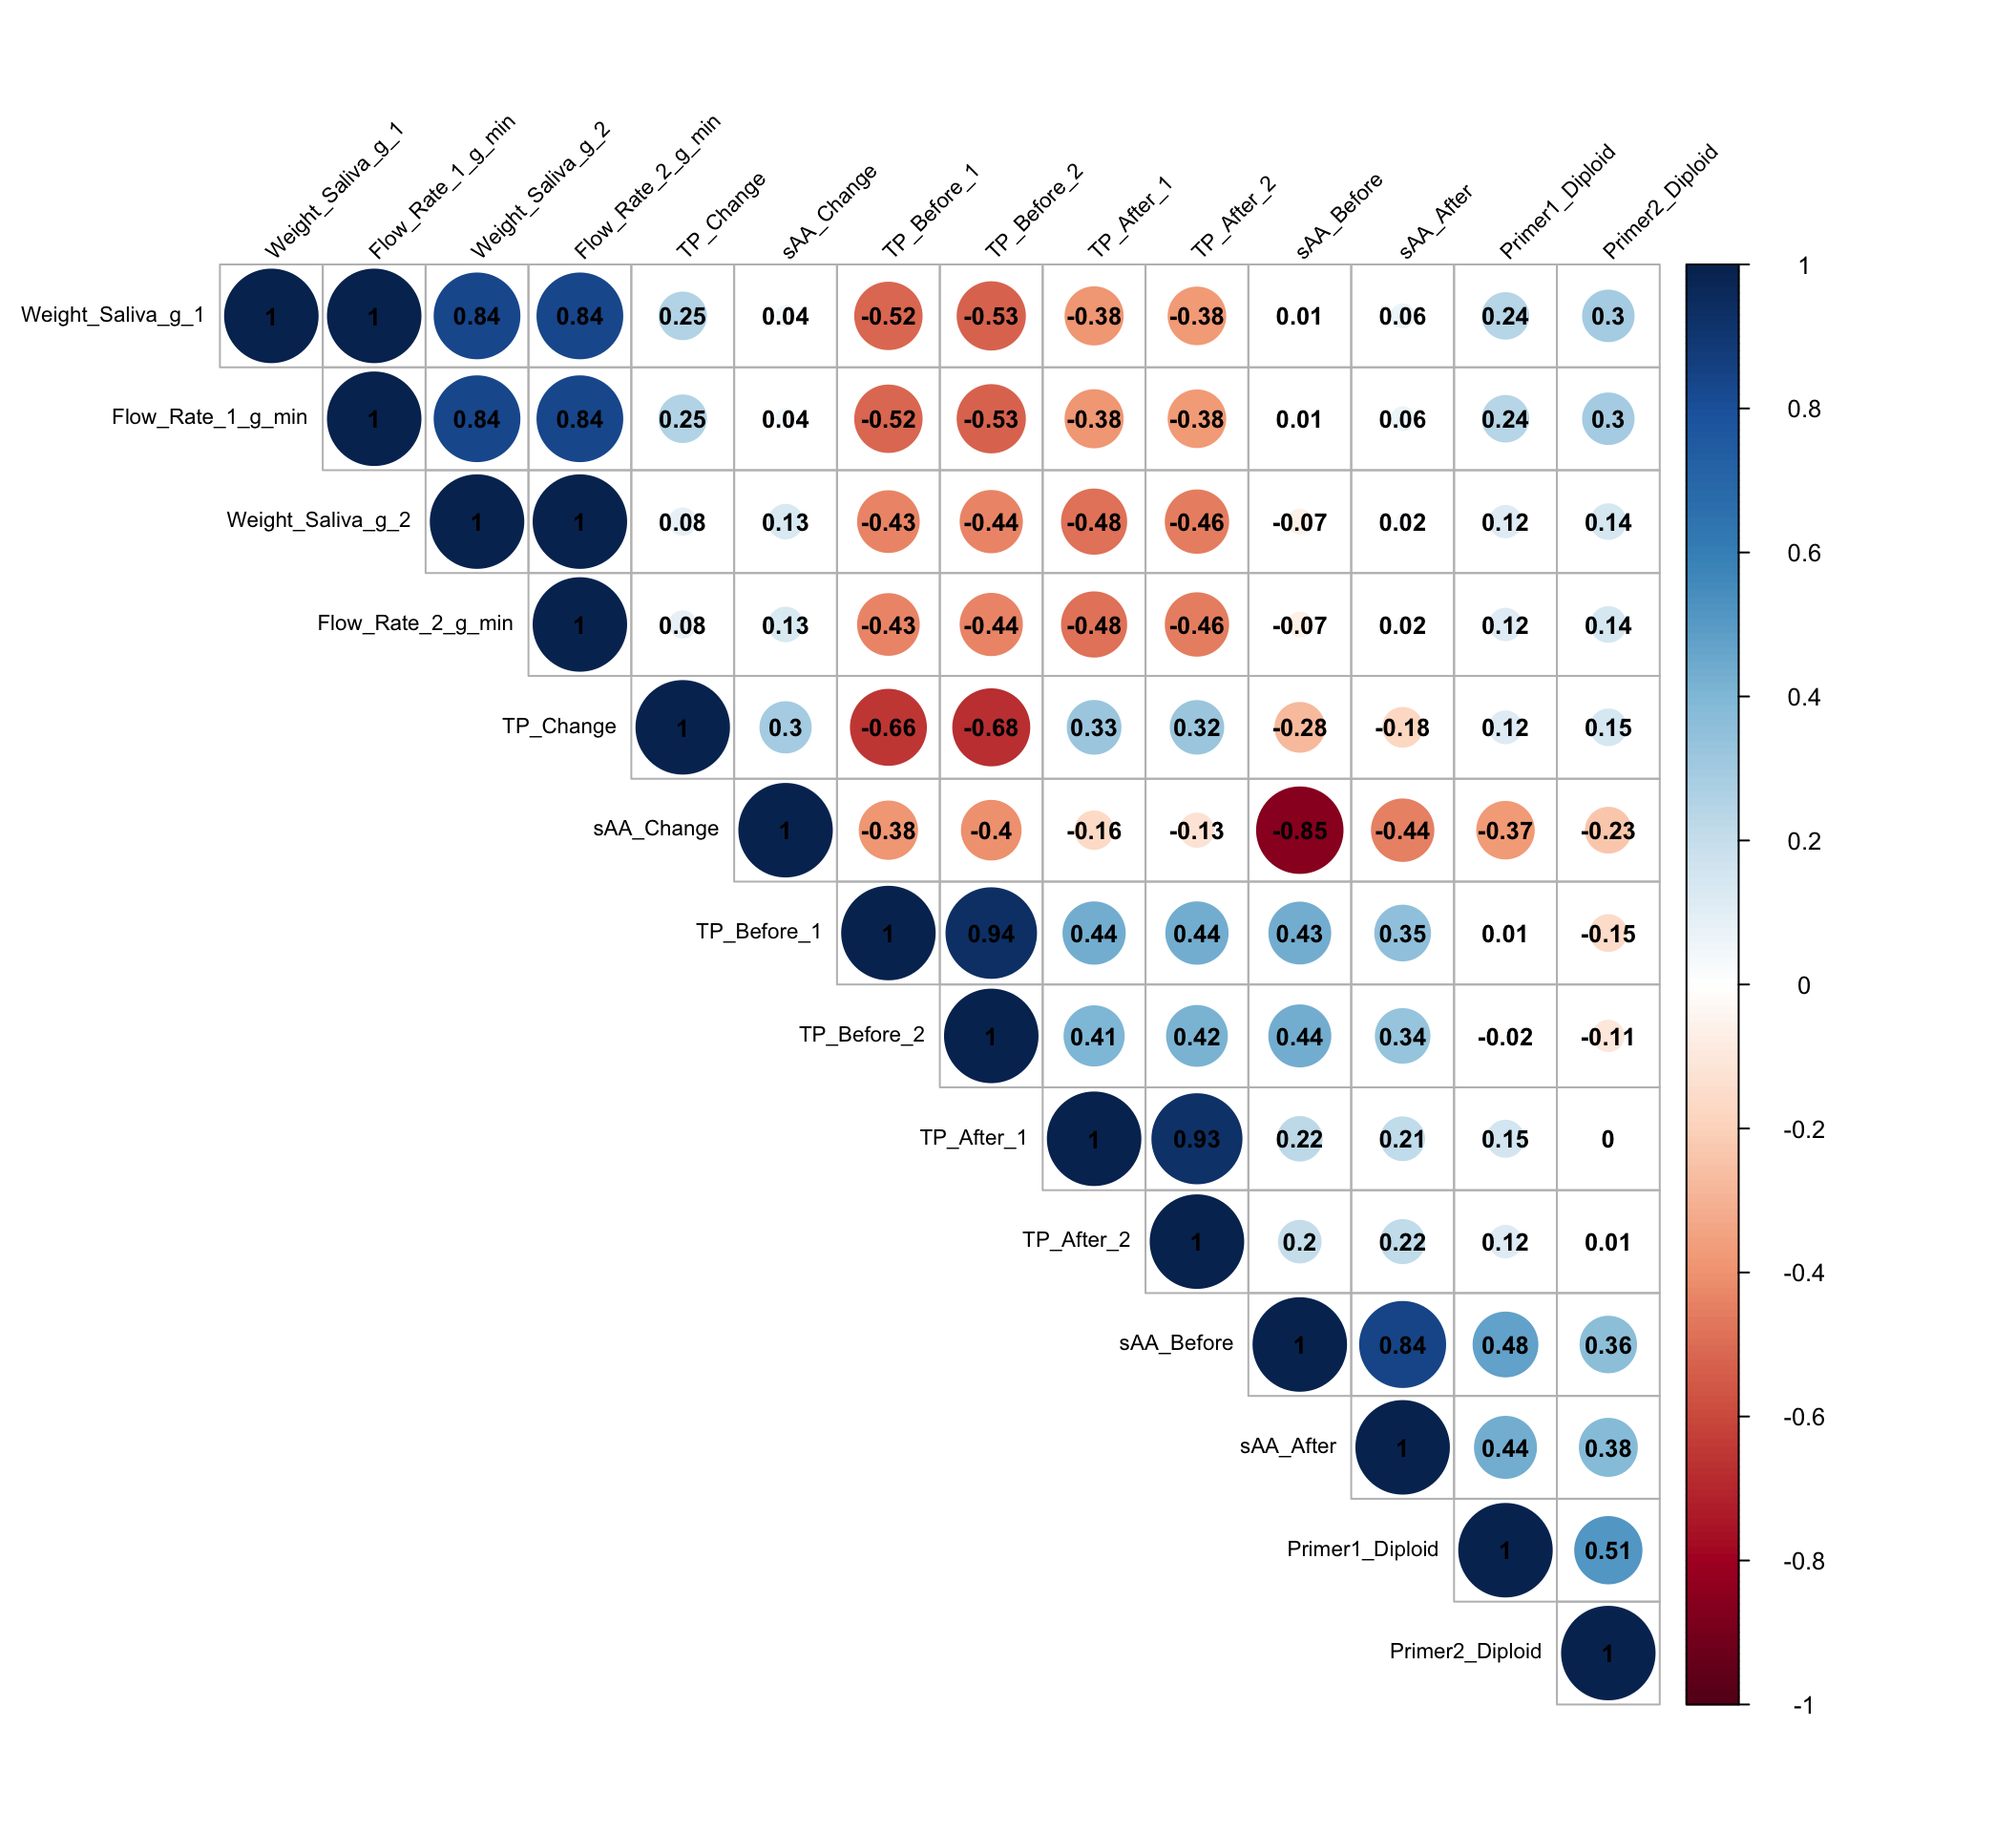 Weight_Saliva_g_1
Flow_Rate_1_g_min
Weight_Saliva_g_2
Flow_Rate_2_g_min
TP_Change
sAA_Change
TP_Before_1
TP_Before_2
TP_After_1
TP_After_2
sAA_Before
sAA_After
Primer1_Diploid
Primer2_Diploid
Weight_Saliva_g_1 1 1 0.84 0.84 0.25 0.04 -0.52 -0.53 -0.38 -0.38 0.01 0.06 0.24 0.3
Flow_Rate_1_g_min 1 0.84 0.84 0.25 0.04 -0.52 -0.53 -0.38 -0.38 0.01 0.06 0.24 0.3
Weight_Saliva_g_2 1 1 0.08 0.13 -0.43 -0.44 -0.48 -0.46 -0.07 0.02 0.12 0.14
Flow_Rate_2_g_min 1 0.08 0.13 -0.43 -0.44 -0.48 -0.46 -0.07 0.02 0.12 0.14
TP_Change 1 0.3 -0.66 -0.68 0.33 0.32 -0.28 -0.18 0.12 0.15
sAA_Change 1 -0.38 -0.4 -0.16 -0.13 -0.85 -0.44 -0.37 -0.23
TP_Before_1 1 0.94 0.44 0.44 0.43 0.35 0.01 -0.15
TP_Before_2 1 0.41 0.42 0.44 0.34 -0.02 -0.11
TP_After_1 1 0.93 0.22 0.21 0.15 0
TP_After_2 1 0.2 0.22 0.12 0.01
sAA_Before 1 0.84 0.48 0.36
sAA_After 1 0.44 0.38
Primer1_Diploid 1 0.51
Primer2_Diploid 1
1
0.8
0.6
0.4
0.2
0
-0.2
-0.4
-0.6
-0.8
-1